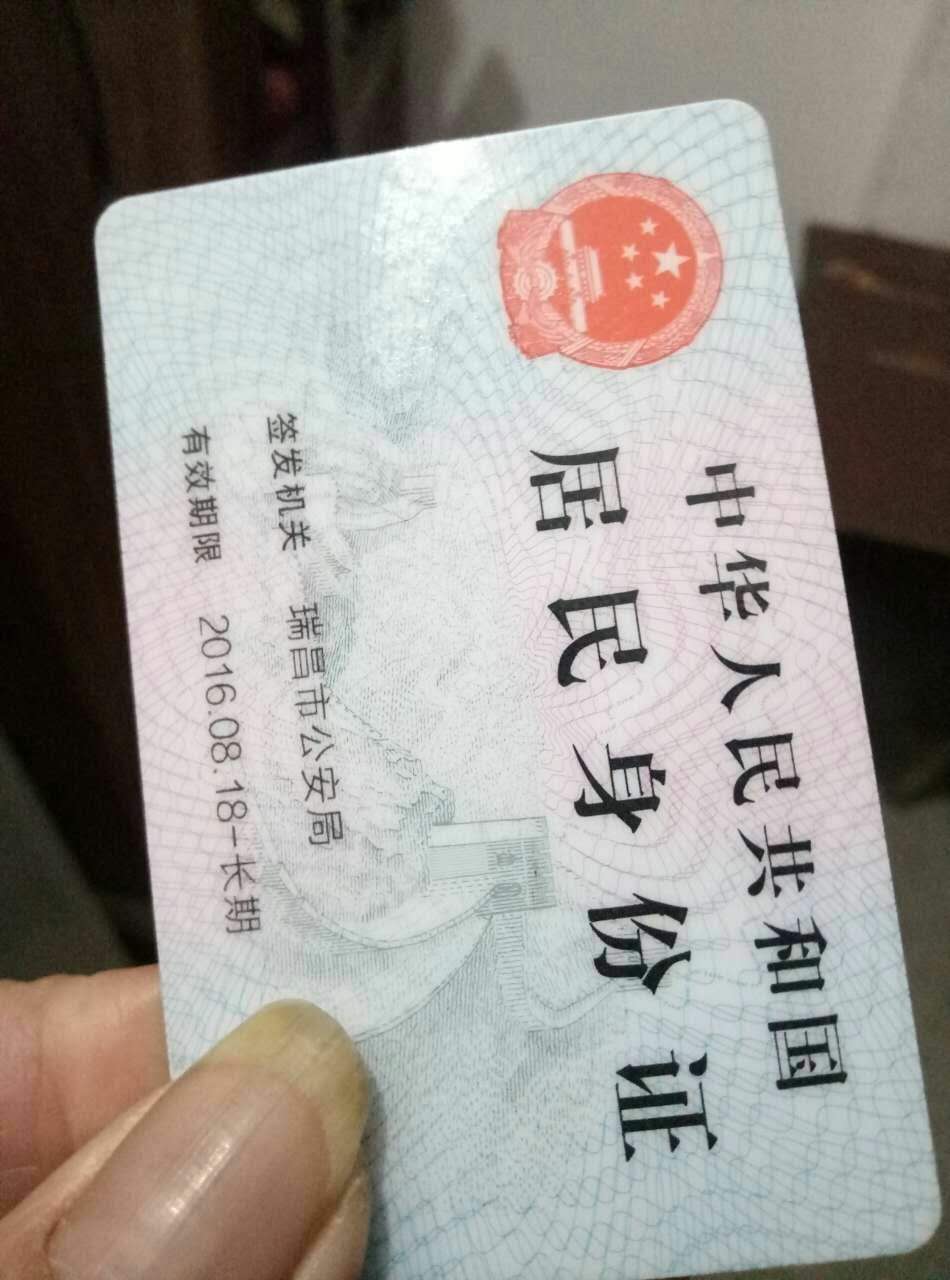 中华人民共和国
居民身份证
签发机关 瑞昌市公安局
有效期限 2016.08.18-长期